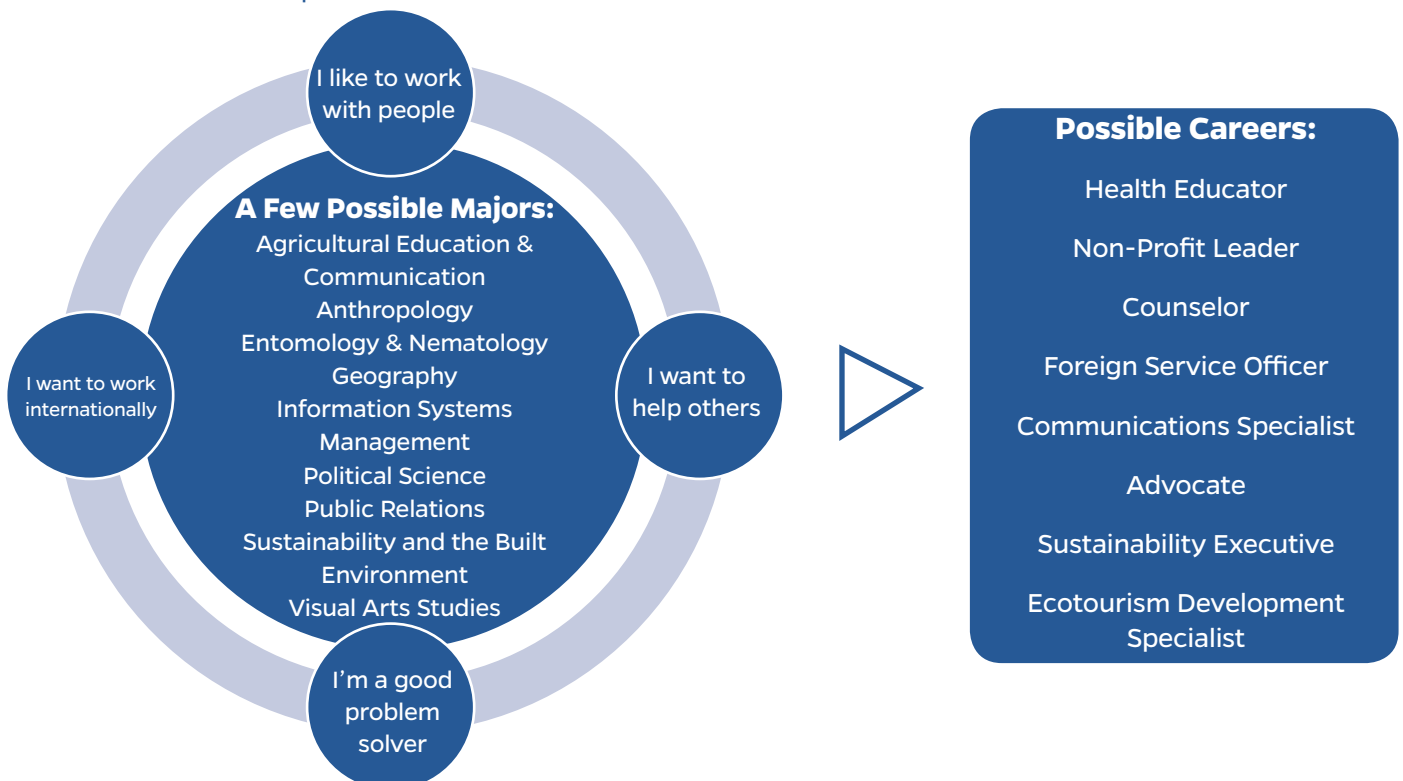 I like to work
with people
A Few Possible Majors:
Agricultural Education &
Communication
Anthropology
Entomology & Nematology
Geography
Information Systems
Management
Political Science
Public Relations
Sustainability and the Built
Environment
Visual Arts Studies
I want to work
internationally
I want to
help others
I'm a good
problem
solver
Possible Careers:
Health Educator
Non-Profit Leader
Counselor
Foreign Service Officer
Communications Specialist
Advocate
Sustainability Executive
Ecotourism Development
Specialist